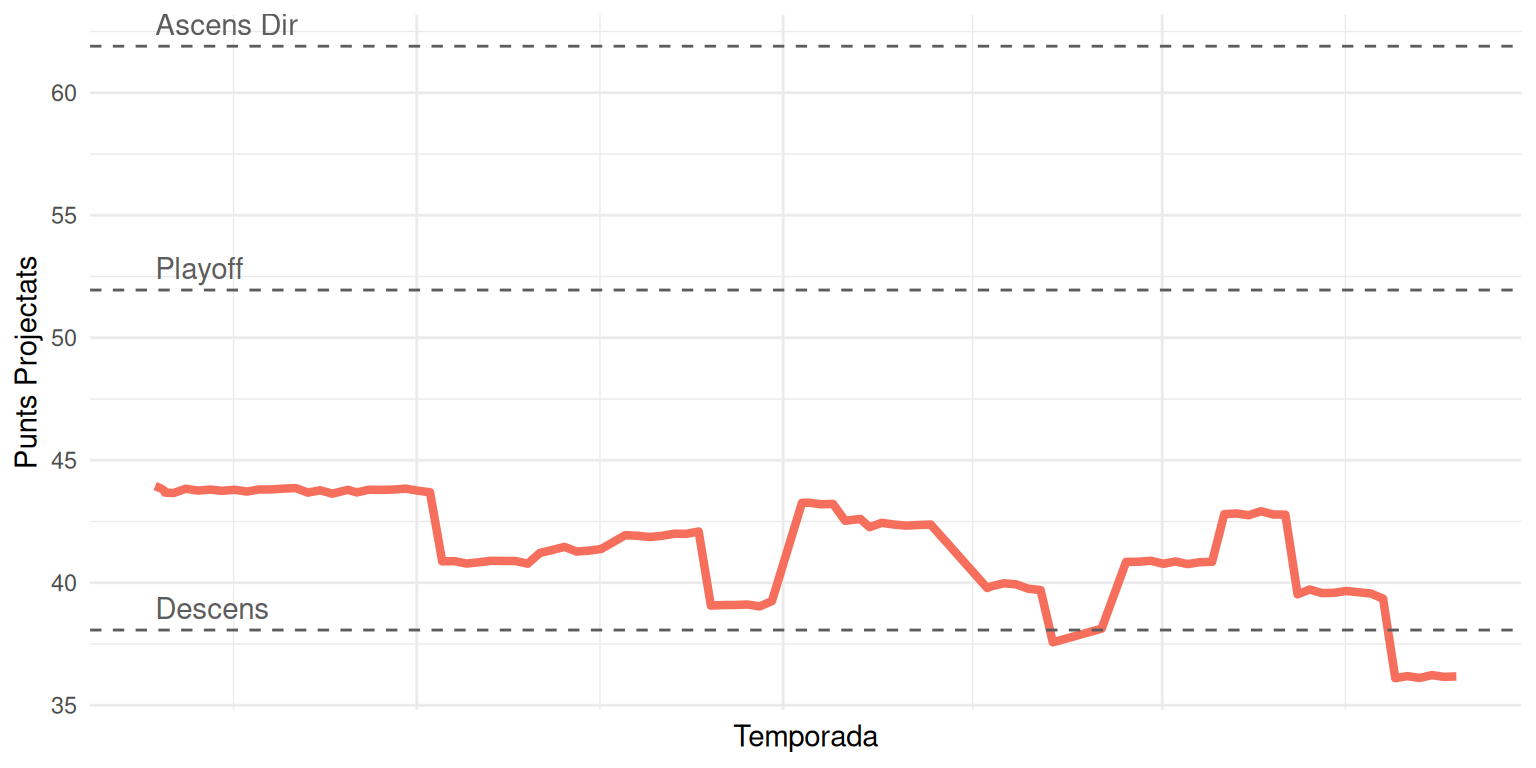 Ascens Dir
60
55
Playoff
50
45
40
Descens
35
Punts Projectats
Temporada